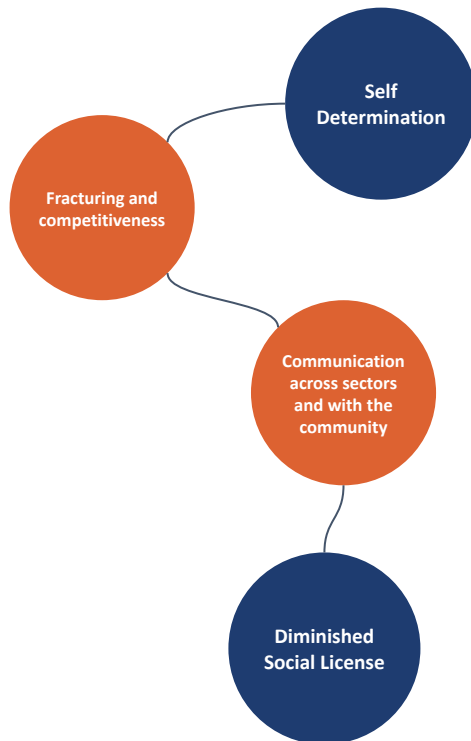 Self
Determination
Fracturing and
competitiveness
Communication
across sectors
and with the
community
Diminished
Social License